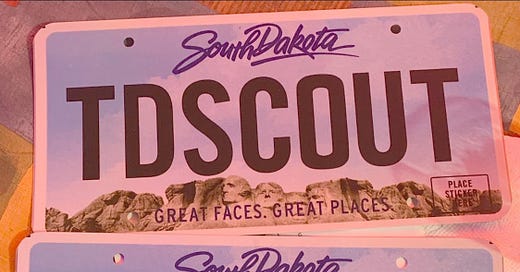 South Dakota
TDSCOUT
PLACE
STICKER
HERE
GREAT FACES. GREAT PLACES.
South Dakota